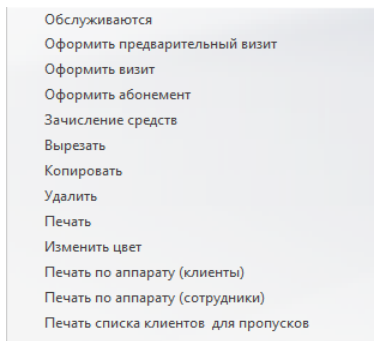 Обслуживаются
Оформить предварительный визит
Оформить визит
Оформить абонемент
Зачисление средств
Вырезать
Копировать
Удалить
Печать
Изменить цвет
Печать по аппарату (клиенты)
Печать по аппарату (сотрудники)
Печать списка клиентов  для пропусков